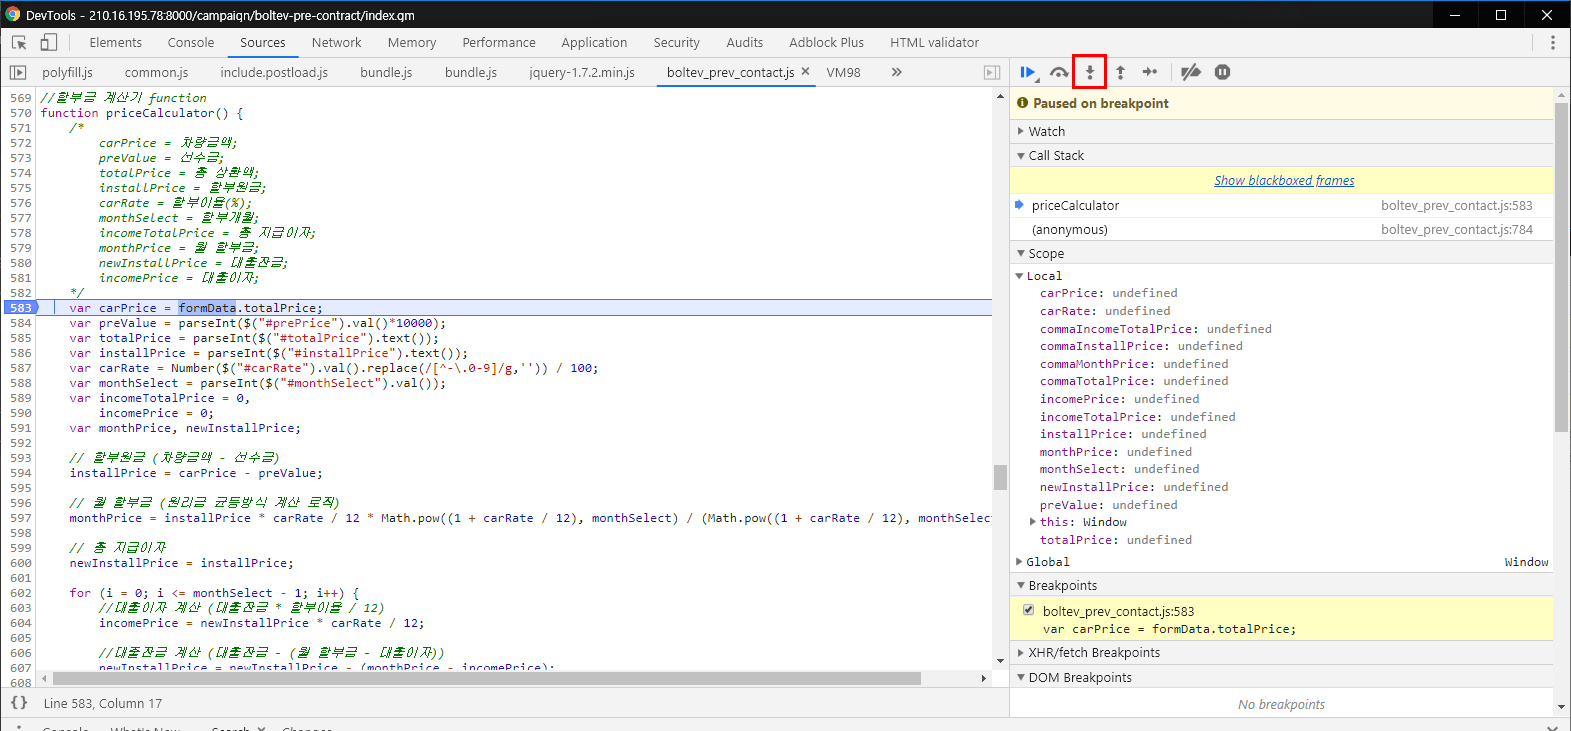 DevTools - 210.16.195.78:8000/campaign/boltev-pre-contract/index.qm
Elements Console Sources Network Memory Performance Application Security Audits Adblock Plus HTML validator
polyfill.js common.js include.postload.js bundle.js bundle.js jquery-1.7.2.min.js boltev_prev_contact.js × VM98 »
569 //할부금 계산기 function
570 function priceCalculator() {
571 /*
572 carPrice = 차량금액;
573 preValue = 선수금;
574 totalPrice = 총 상환액;
575 installPrice = 할부원금;
576 carRate = 할부이율(%);
577 monthSelect = 할부개월;
578 incomeTotalPrice = 총 지급이자;
579 monthPrice = 월 할부금;
580 newInstallPrice = 대출잔금;
581 incomePrice = 대출이자;
582 */
583 var carPrice = formData.totalPrice;
584 var preValue = parseInt($("#prePrice").val()*10000);
585 var totalPrice = parseInt($("#totalPrice").text());
586 var installPrice = parseInt($("#installPrice").text());
587 var carRate = Number($("#carRate").val().replace(/[^-\.0-9]/g,'')) / 100;
588 var monthSelect = parseInt($("#monthSelect").val());
589 var incomeTotalPrice = 0,
590 incomePrice = 0;
591 var monthPrice, newInstallPrice;
592
593 // 할부원금 (차량금액 - 선수금)
594 installPrice = carPrice - preValue;
595
596 // 월 할부금 (원리금 균등방식 계산 로직)
597 monthPrice = installPrice * carRate / 12 * Math.pow((1 + carRate / 12), monthSelect) / (Math.pow((1 + carRate / 12), monthSelec
598
599 // 총 지급이자
600 newInstallPrice = installPrice;
601
602 for (i = 0; i <= monthSelect - 1; i++) {
603 //대출이자 계산 (대출잔금 * 할부이율 / 12)
604 incomePrice = newInstallPrice * carRate / 12;
605
606 //대출잔금 계산 (대출잔금 - (월 할부금 - 대출이자))
607 newInstallPrice = newInstallPrice - (monthPrice - incomePrice);
608
{} Line 583, Column 17
Console What's New Search × Changes
Paused on breakpoint
Watch
Call Stack
Show blackboxed frames
priceCalculator boltev_prev_contact.js:583
(anonymous) boltev_prev_contact.js:784
Scope
Local
carPrice: undefined
carRate: undefined
commaIncomeTotalPrice: undefined
commaInstallPrice: undefined
commaMonthPrice: undefined
commaTotalPrice: undefined
incomePrice: undefined
incomeTotalPrice: undefined
installPrice: undefined
monthPrice: undefined
monthSelect: undefined
newInstallPrice: undefined
preValue: undefined
this: Window
totalPrice: undefined
Global Window
Breakpoints
boltev_prev_contact.js:583
var carPrice = formData.totalPrice;
XHR/fetch Breakpoints
DOM Breakpoints
No breakpoints